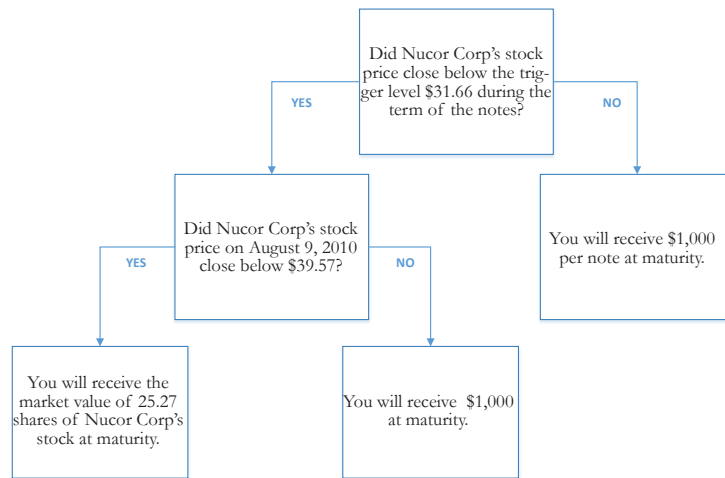 Did Nucor Corp's stock
price close below the trig-
ger level $31.66 during the
term of the notes?
YES
NO
Did Nucor Corp's stock
price on August 9, 2010
close below $39.57?
You will receive $1,000
per note at maturity.
YES
NO
You will receive the
market value of 25.27
shares of Nucor Corp's
stock at maturity.
You will receive $1,000
at maturity.